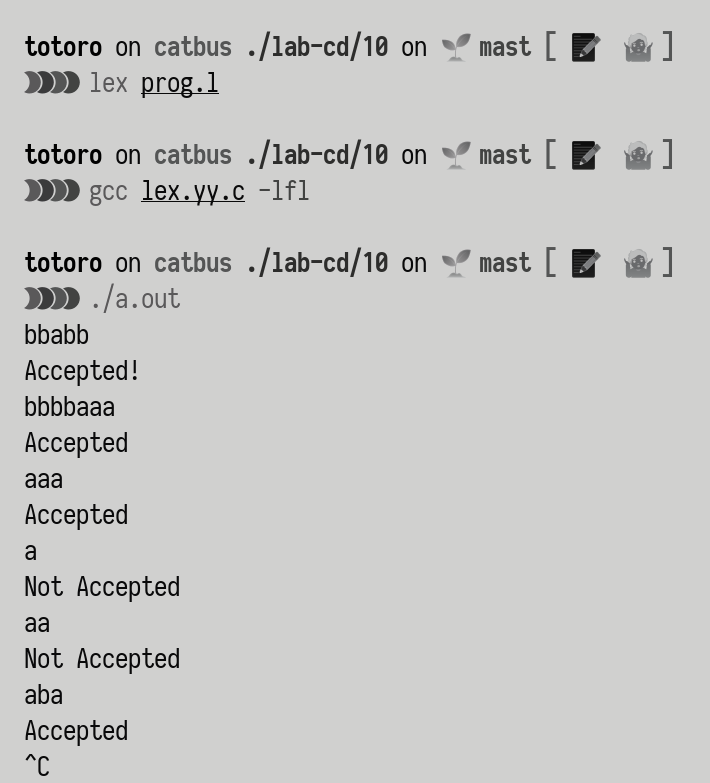 totoro on catbus ./lab-cd/10 on 🌱 mast [ 📝 🤷 ]
lex prog.l
totoro on catbus ./lab-cd/10 on 🌱 mast [ 📝 🤷 ]
gcc lex.yy.c -lfl
totoro on catbus ./lab-cd/10 on 🌱 mast [ 📝 🤷 ]
./a.out
bbabb
Accepted!
bbbbaaa
Accepted
aaa
Accepted
a
Not Accepted
aa
Not Accepted
aba
Accepted
^C